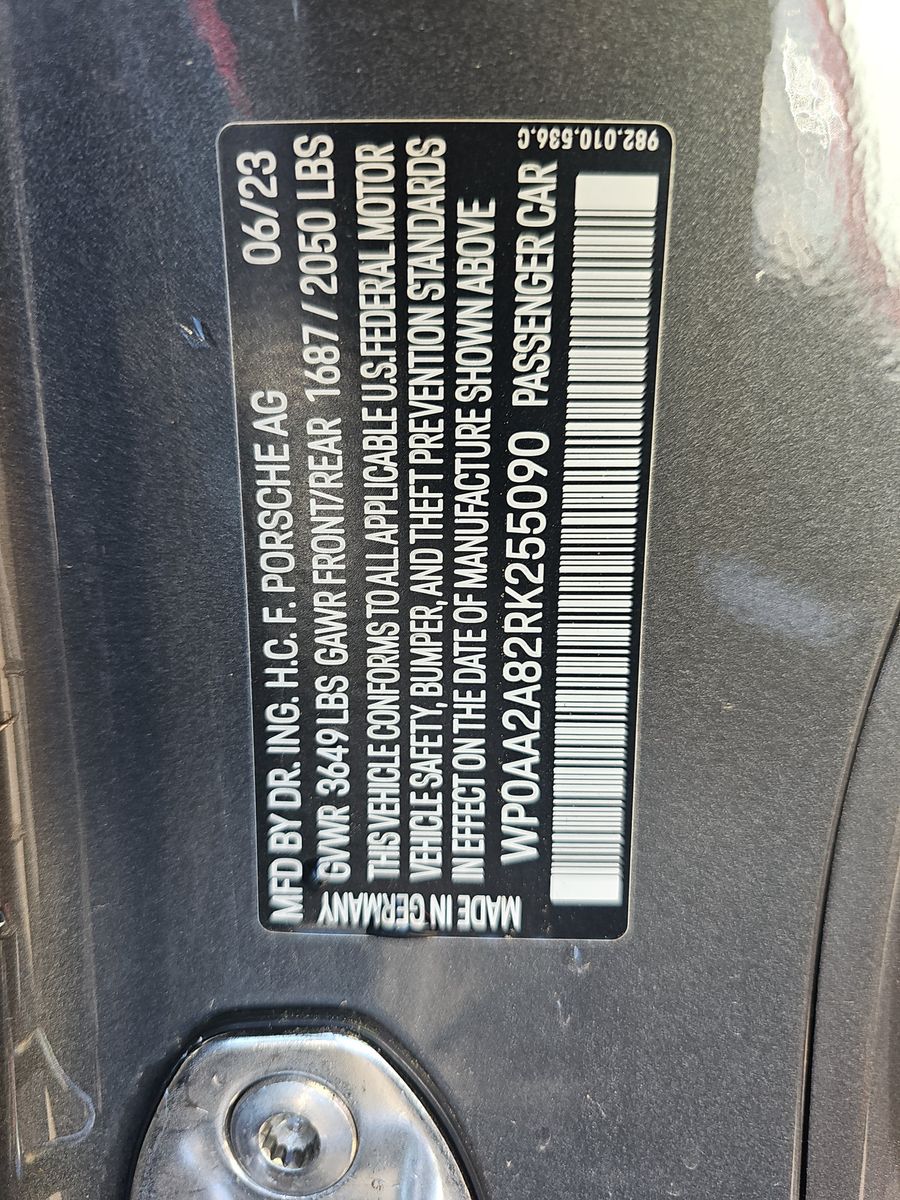 MFD BY DR. ING. H.C. F. PORSCHE AG 06/23
GVWR 3649 LBS GAWR FRONT/REAR 1687 / 2050 LBS
THIS VEHICLE CONFORMS TO ALL APPLICABLE U.S. FEDERAL MOTOR
VEHICLE SAFETY, BUMPER, AND THEFT PREVENTION STANDARDS
IN EFFECT ON THE DATE OF MANUFACTURE SHOWN ABOVE
WP0AA2A82RK255090 PASSENGER CAR
MADE IN GERMANY
982.010.536.C